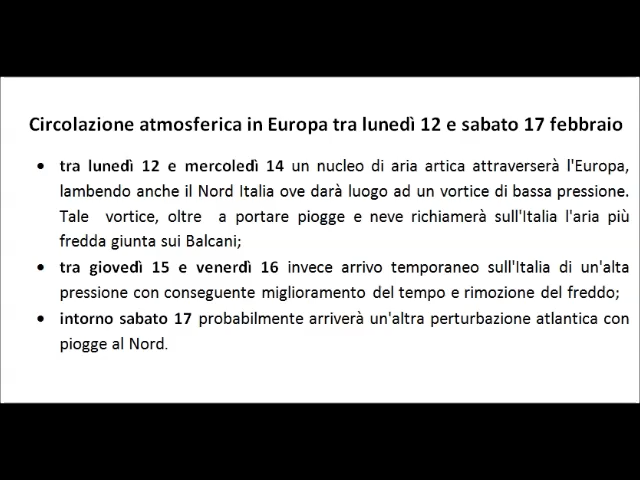 Circolazione atmosferica in Europa tra lunedì 12 e sabato 17 febbraio
• tra lunedì 12 e mercoledì 14 un nucleo di aria artica attraverserà l'Europa,
lambendo anche il Nord Italia ove darà luogo ad un vortice di bassa pressione.
Tale vortice, oltre a portare piogge e neve richiamerà sull'Italia l'aria più
fredda giunta sui Balcani;
• tra giovedì 15 e venerdì 16 invece arrivo temporaneo sull'Italia di un'alta
pressione con conseguente miglioramento del tempo e rimozione del freddo;
• intorno sabato 17 probabilmente arriverà un'altra perturbazione atlantica con
piogge al Nord.